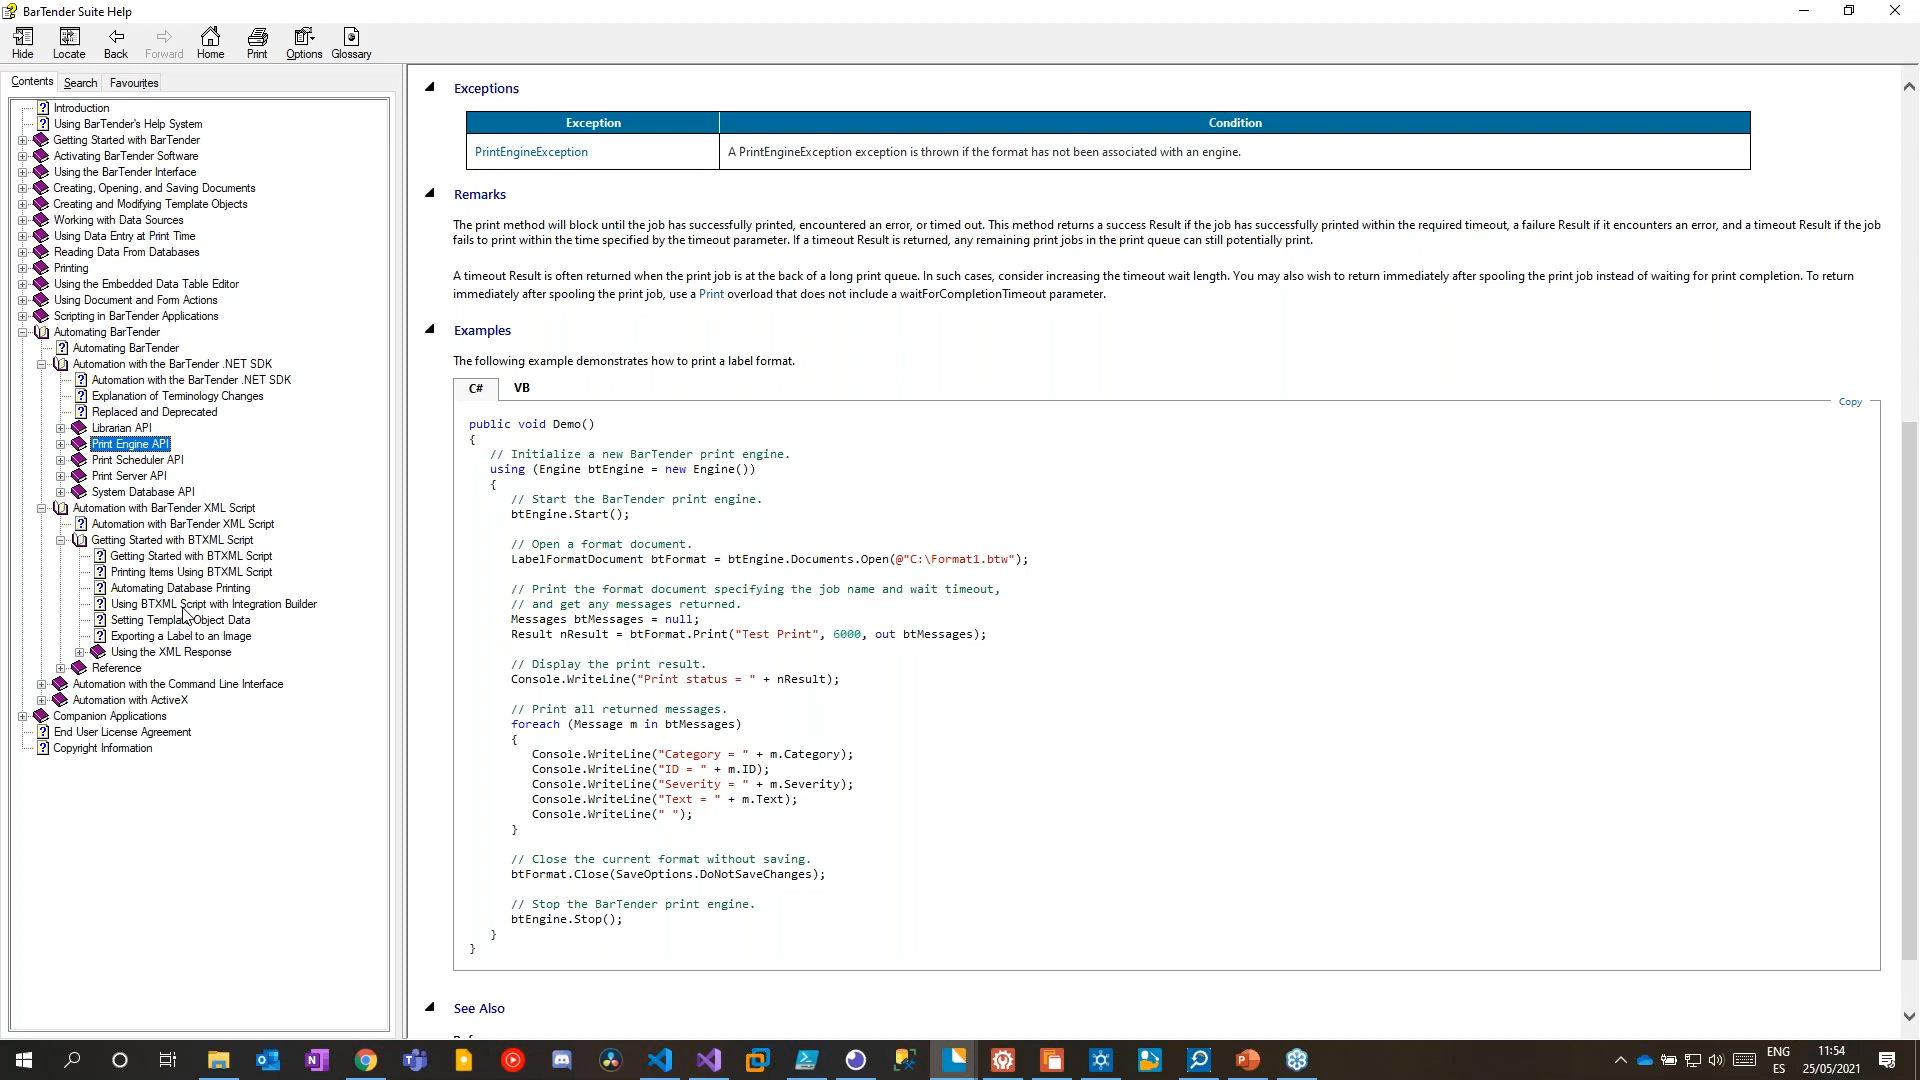 BarTender Suite Help
Hide
Locate
Back
Forward
Home
Print
Options
Glossary
Contents
Search
Favourites
Introduction
Using BarTender's Help System
Getting Started with BarTender
Activating BarTender Software
Using the BarTender Interface
Creating, Opening, and Saving Documents
Creating and Modifying Template Objects
Working with Data Sources
Using Data Entry at Print Time
Reading Data From Databases
Printing
Using the Embedded Data Table Editor
Using Document and Form Actions
Scripting in BarTender Applications
Automating BarTender
Automating BarTender
Automation with the BarTender .NET SDK
Automation with the BarTender .NET SDK
Explanation of Terminology Changes
Replaced and Deprecated
Librarian API
Print Engine API
Print Scheduler API
Print Server API
System Database API
Automation with BarTender XML Script
Automation with BarTender XML Script
Getting Started with BTXML Script
Getting Started with BTXML Script
Printing Items Using BTXML Script
Automating Database Printing
Using BTXML Script with Integration Builder
Setting Template Object Data
Exporting a Label to an Image
Using the XML Response
Reference
Automation with the Command Line Interface
Automation with ActiveX
Companion Applications
End User License Agreement
Copyright Information
Exceptions
Exception Condition
PrintEngineException A PrintEngineException exception is thrown if the format has not been associated with an engine.
Remarks
The print method will block until the job has successfully printed, encountered an error, or timed out. This method returns a success Result if the job has successfully printed within the required timeout, a failure Result if it encounters an error, and a timeout Result if the job
fails to print within the time specified by the timeout parameter. If a timeout Result is returned, any remaining print jobs in the print queue can still potentially print.
A timeout Result is often returned when the print job is at the back of a long print queue. In such cases, consider increasing the timeout wait length. You may also wish to return immediately after spooling the print job instead of waiting for print completion. To return
immediately after spooling the print job, use a Print overload that does not include a waitForCompletionTimeout parameter.
Examples
The following example demonstrates how to print a label format.
C# VB
Copy
public void Demo()
{
// Initialize a new BarTender print engine.
using (Engine btEngine = new Engine())
{
// Start the BarTender print engine.
btEngine.Start();
// Open a format document.
LabelFormatDocument btFormat = btEngine.Documents.Open(@"C:\Format1.btw");
// Print the format document specifying the job name and wait timeout,
// and get any messages returned.
Messages btMessages = null;
Result nResult = btFormat.Print("Test Print", 6000, out btMessages);
// Display the print result.
Console.WriteLine("Print status = " + nResult);
// Print all returned messages.
foreach (Message m in btMessages)
{
Console.WriteLine("Category = " + m.Category);
Console.WriteLine("ID = " + m.ID);
Console.WriteLine("Severity = " + m.Severity);
Console.WriteLine("Text = " + m.Text);
Console.WriteLine(" ");
}
// Close the current format without saving.
btFormat.Close(SaveOptions.DoNotSaveChanges);
// Stop the BarTender print engine.
btEngine.Stop();
}
}
See Also
ENG
ES
11:54
25/05/2021